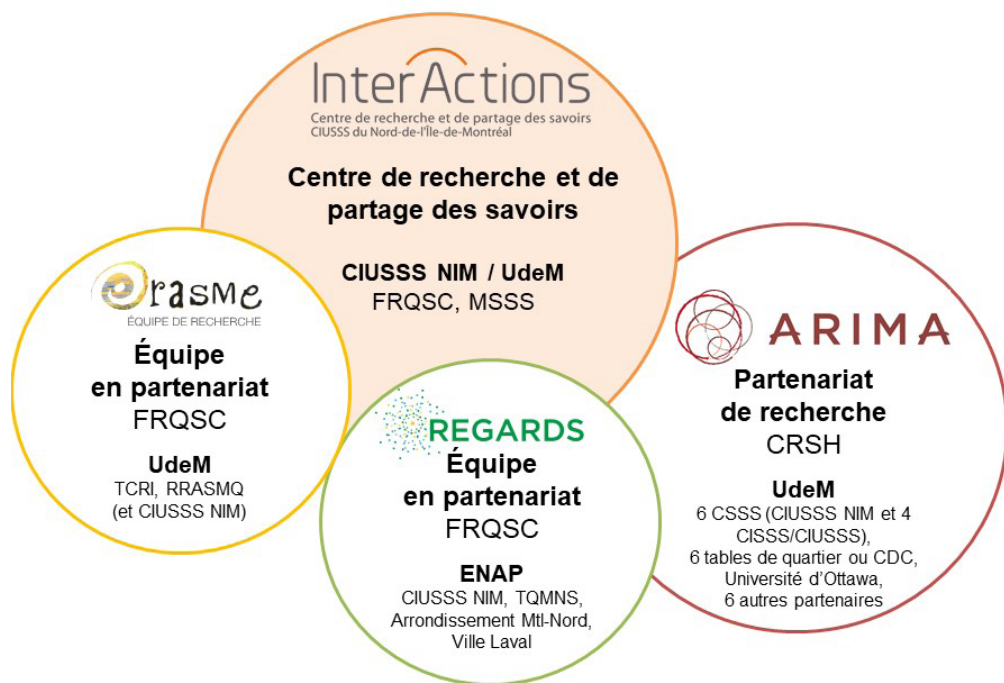 InterActions
Centre de recherche et de partage des savoirs
CIUSSS du Nord-de-l'Île-de-Montréal
Centre de recherche et de
partage des savoirs
CIUSSS NIM / UdeM
FRQSC, MSSS
erasme
ÉQUIPE DE RECHERCHE
Équipe
en partenariat
FRQSC
UdeM
TCRI, RRASMQ
(et CIUSSS NIM)
REGARDS
Équipe
en partenariat
FRQSC
ENAP
CIUSSS NIM, TQMNS,
Arrondissement Mtl-Nord,
Ville Laval
ARIMA
Partenariat
de recherche
CRSH
UdeM
6 CSSS (CIUSSS NIM et 4
CISSS/CIUSSS),
6 tables de quartier ou CDC,
Université d'Ottawa,
6 autres partenaires